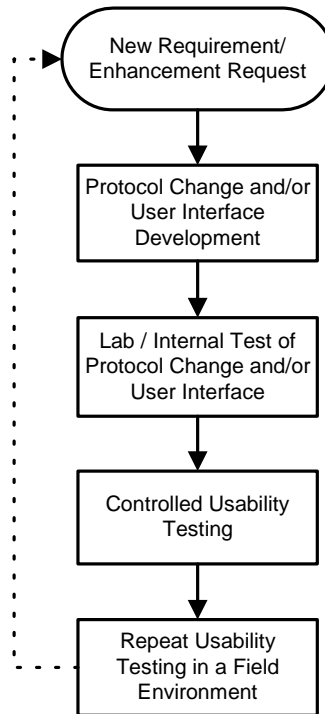 New Requirement/
Enhancement Request
Protocol Change and/or
User Interface
Development
Lab / Internal Test of
Protocol Change and/or
User Interface
Controlled Usability
Testing
Repeat Usability
Testing in a Field
Environment